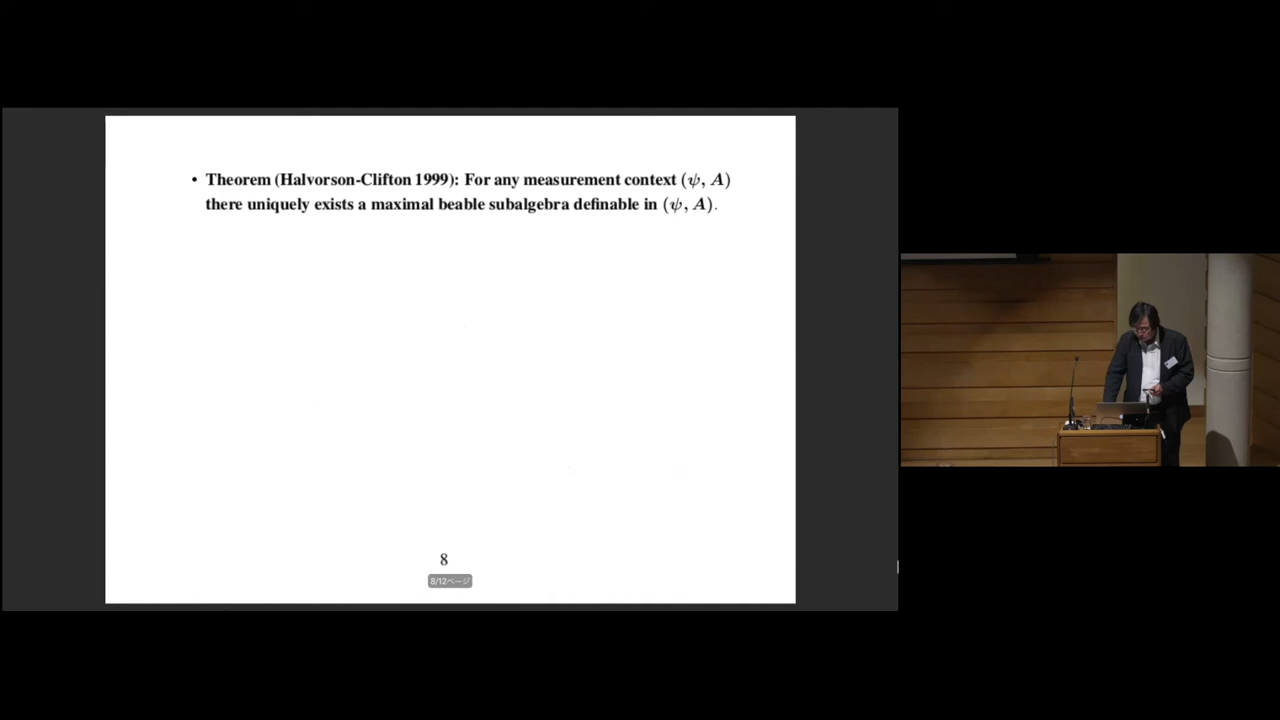 • Theorem (Halvorson-Clifton 1999): For any measurement context (ψ, A)
there uniquely exists a maximal beable subalgebra definable in (ψ, A).
8
8/12ページ